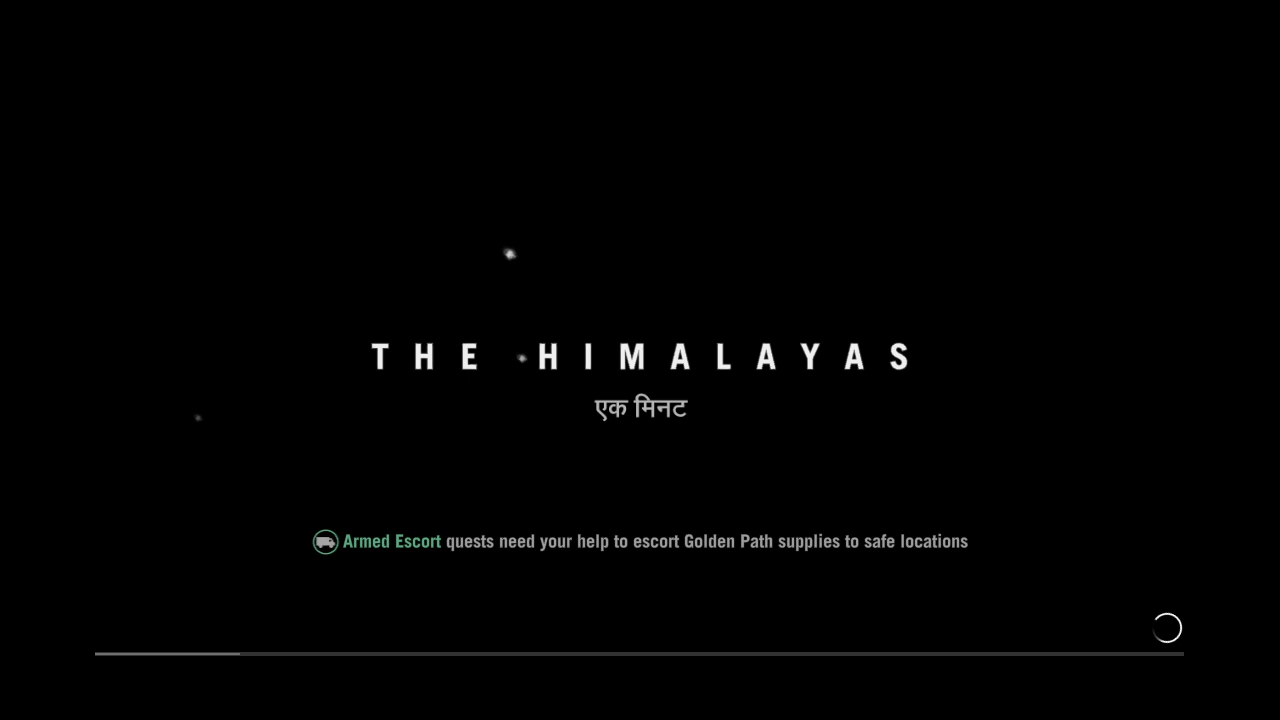 THE HIMALAYAS
एक मिनट
Armed Escort quests need your help to escort Golden Path supplies to safe locations